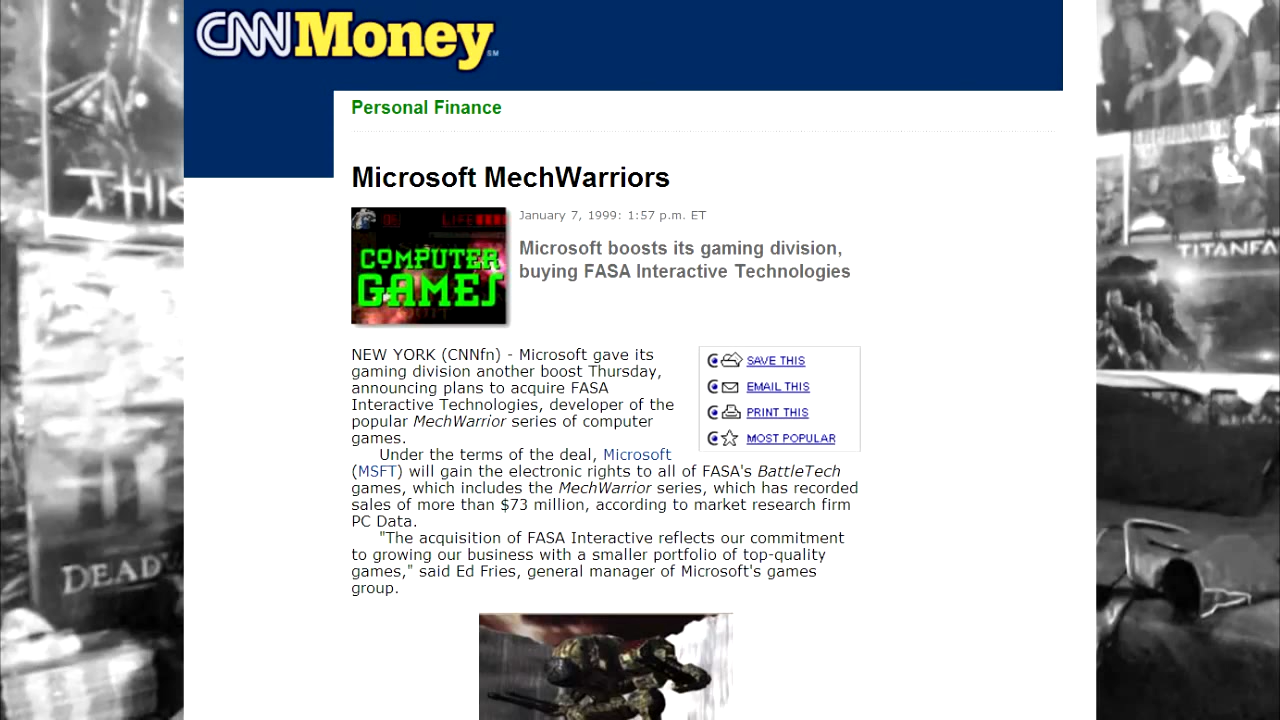 CNNMoney SM
Personal Finance
Microsoft MechWarriors
January 7, 1999: 1:57 p.m. ET
LIFE
COMPUTER
GAMES
Microsoft boosts its gaming division,
buying FASA Interactive Technologies
NEW YORK (CNNfn) - Microsoft gave its
gaming division another boost Thursday,
announcing plans to acquire FASA
Interactive Technologies, developer of the
popular MechWarrior series of computer
games.
SAVE THIS
EMAIL THIS
PRINT THIS
MOST POPULAR
Under the terms of the deal, Microsoft
(MSFT) will gain the electronic rights to all of FASA's BattleTech
games, which includes the MechWarrior series, which has recorded
sales of more than $73 million, according to market research firm
PC Data.
"The acquisition of FASA Interactive reflects our commitment
to growing our business with a smaller portfolio of top-quality
games," said Ed Fries, general manager of Microsoft's games
group.
THI
DEAD
TITANFA